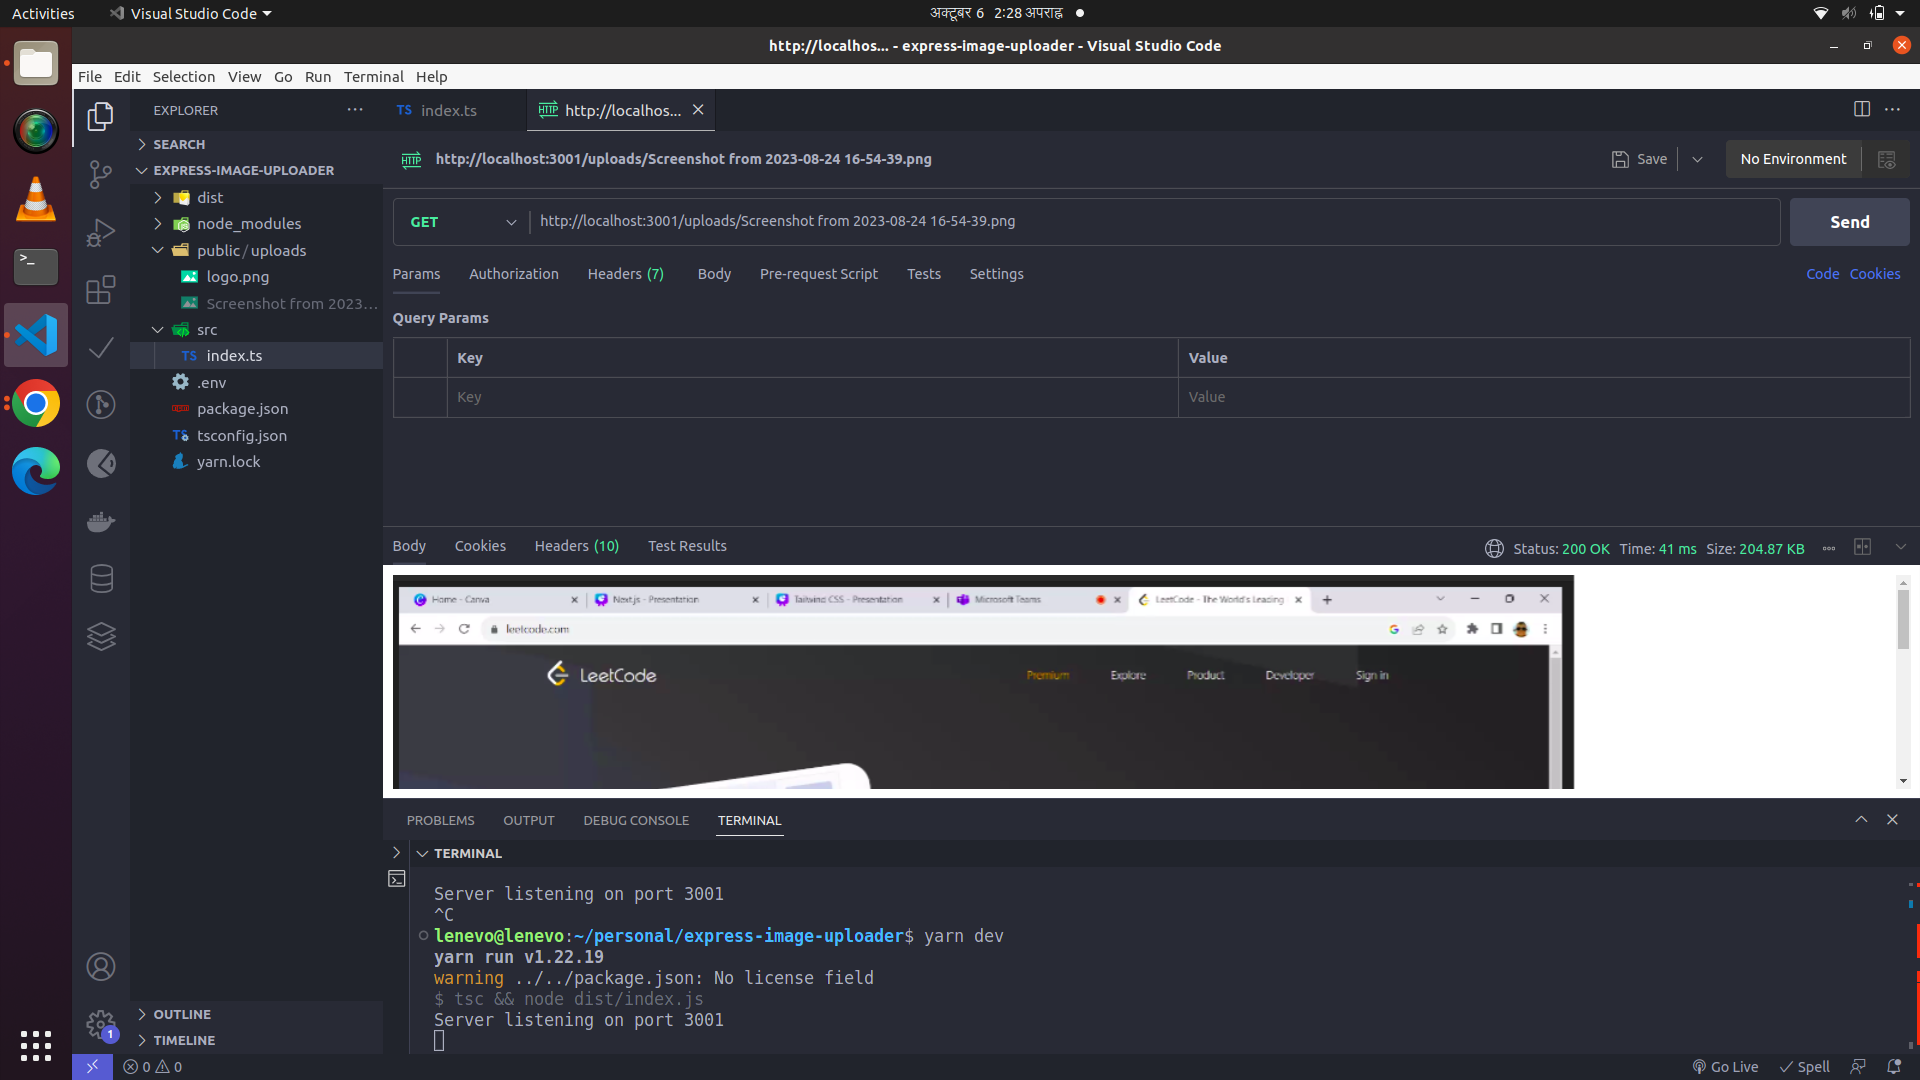 Activities
Visual Studio Code
अक्टूबर 6 2:28 अपराह्न
http://localhos... - express-image-uploader - Visual Studio Code
File Edit Selection View Go Run Terminal Help
EXPLORER
SEARCH
EXPRESS-IMAGE-UPLOADER
dist
node_modules
public / uploads
logo.png
Screenshot from 2023...
src
TS index.ts
.env
package.json
TS tsconfig.json
yarn.lock
OUTLINE
TIMELINE
1
TS index.ts
HTTP http://localhos...
HTTP http://localhost:3001/uploads/Screenshot from 2023-08-24 16-54-39.png
Save
No Environment
GET http://localhost:3001/uploads/Screenshot from 2023-08-24 16-54-39.png
Send
Params Authorization Headers (7) Body Pre-request Script Tests Settings
Code Cookies
Query Params
Key Value
Key Value
Body Cookies Headers (10) Test Results
Status: 200 OK Time: 41 ms Size: 204.87 KB
Home - Canva
Next.js - Presentation
Tailwind CSS - Presentation
Microsoft Teams
LeetCode - The World's Leading
leetcode.com
LeetCode
Premium Explore Product Developer Sign in
PROBLEMS OUTPUT DEBUG CONSOLE TERMINAL
TERMINAL
Server listening on port 3001
^C
lenevo@lenevo:~/personal/express-image-uploader$ yarn dev
yarn run v1.22.19
warning ../../package.json: No license field
$ tsc && node dist/index.js
Server listening on port 3001
0 0
Go Live
Spell